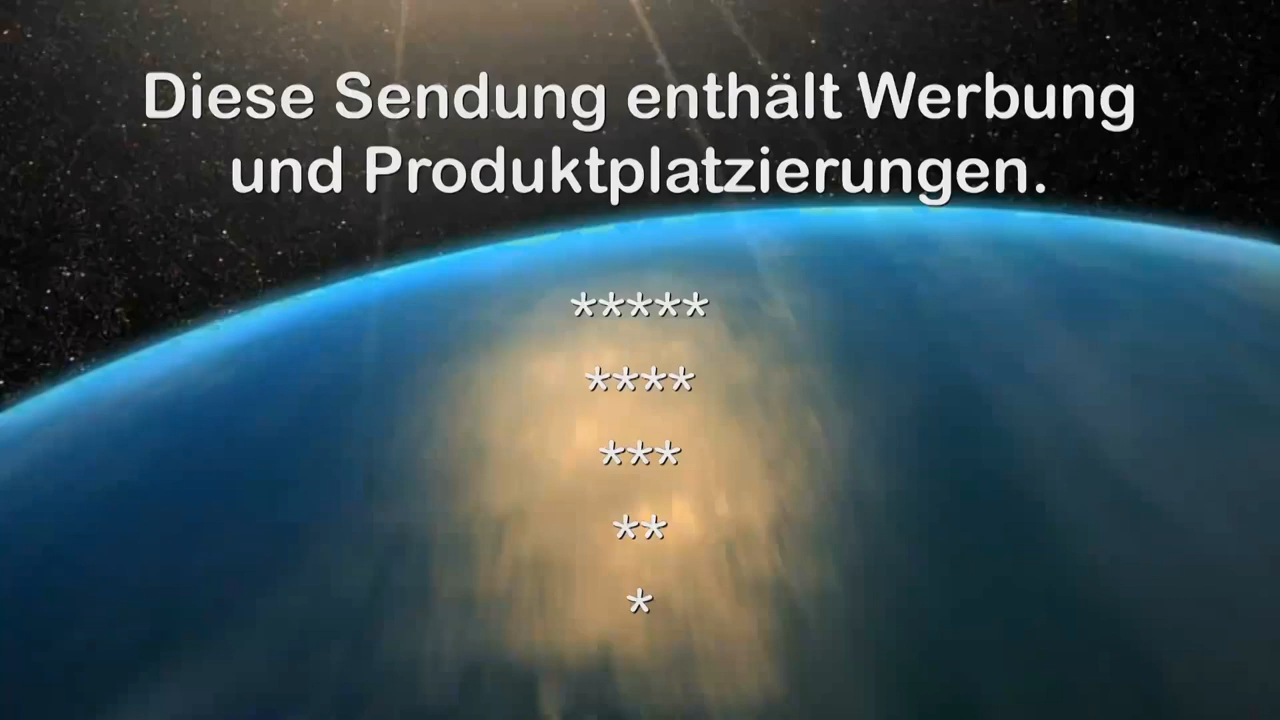 Diese Sendung enthält Werbung
und Produktplatzierungen.
*****
****
***
**
*